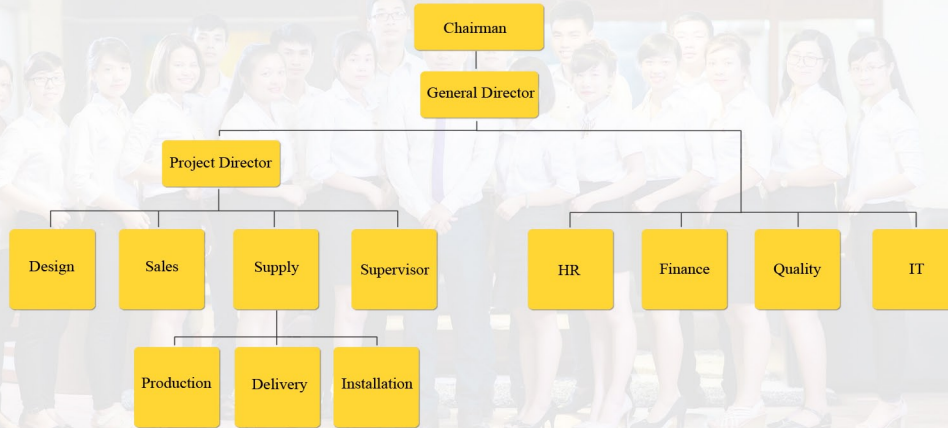 Chairman
General Director
Project Director
Design
Sales
Supply
Supervisor
HR
Finance
Quality
IT
Production
Delivery
Installation